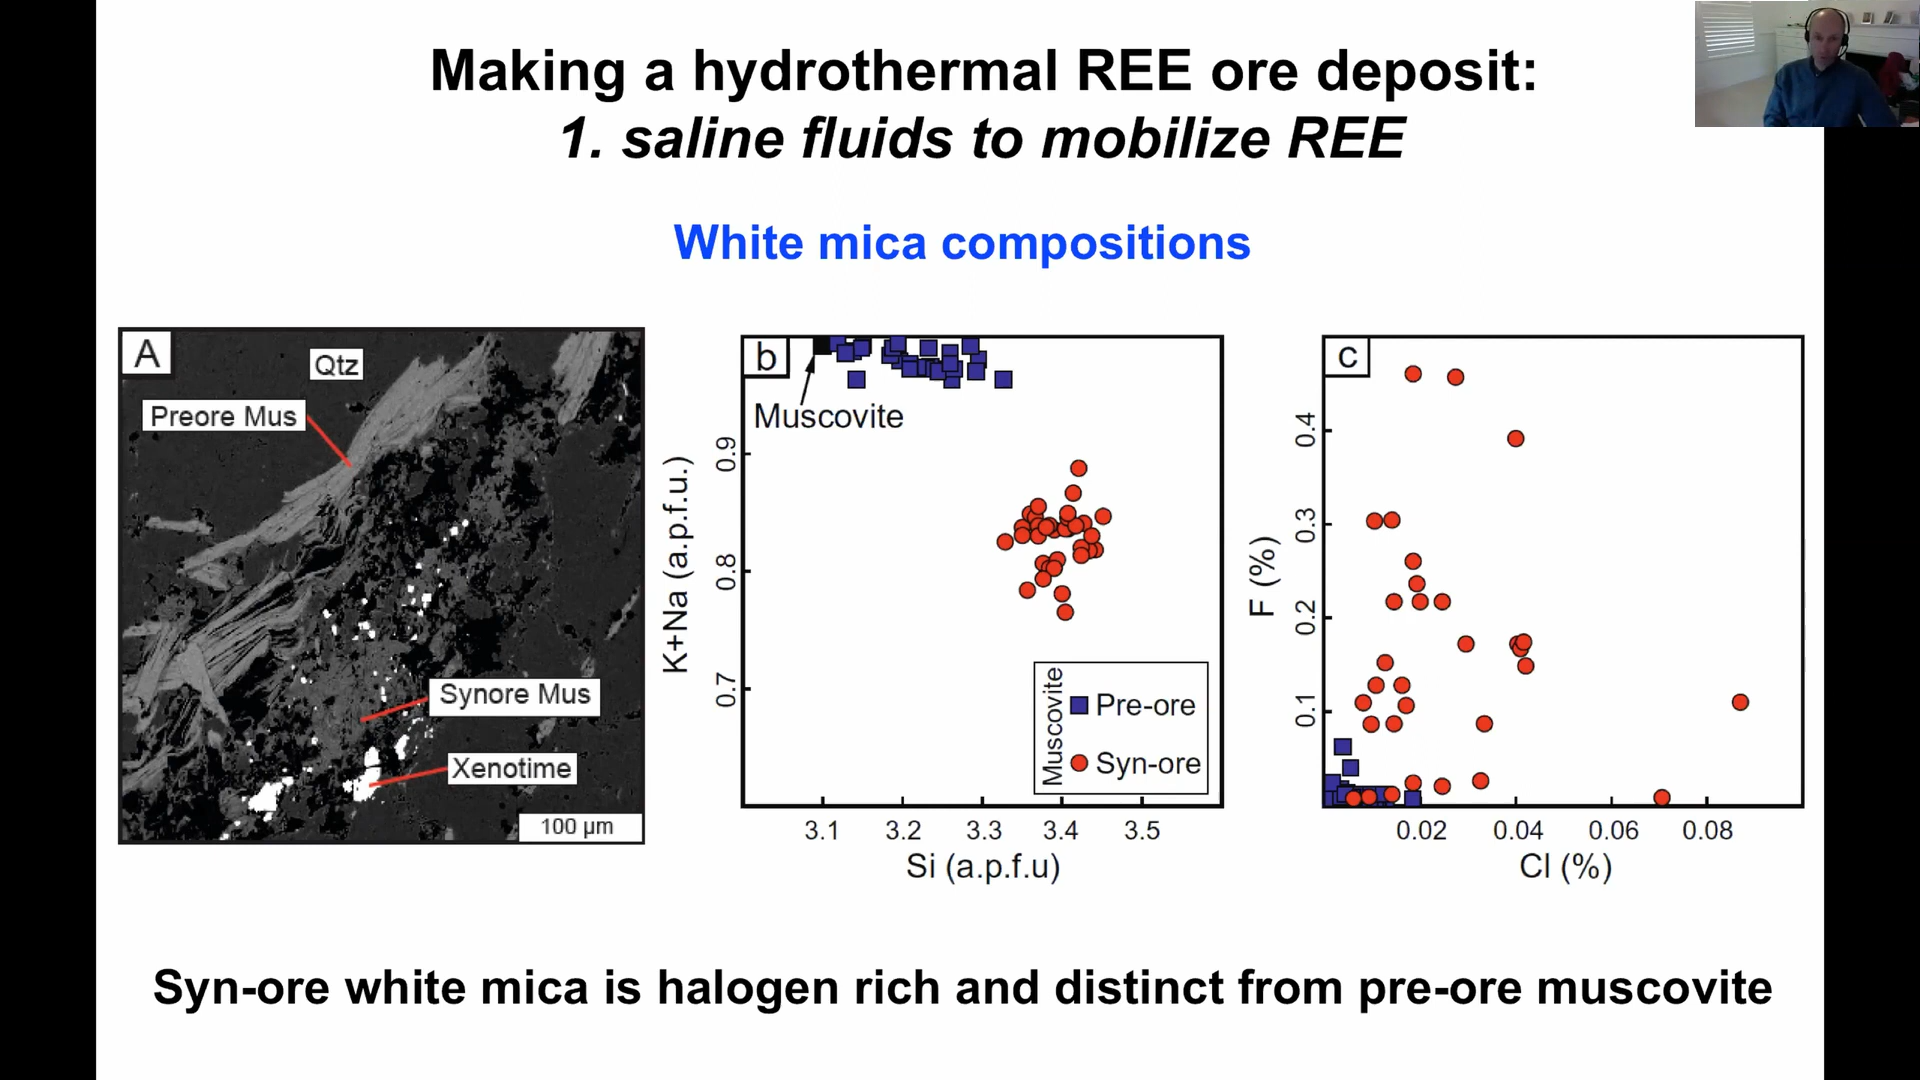 Making a hydrothermal REE ore deposit:
1. saline fluids to mobilize REE
White mica compositions
A
Qtz
Preore Mus
Synore Mus
Xenotime
100 µm
b
Muscovite
K+Na (a.p.f.u.)
0.9
0.8
0.7
Muscovite
Pre-ore
Syn-ore
3.1 3.2 3.3 3.4 3.5
Si (a.p.f.u)
c
F (%)
0.4
0.3
0.2
0.1
0.02 0.04 0.06 0.08
Cl (%)
Syn-ore white mica is halogen rich and distinct from pre-ore muscovite